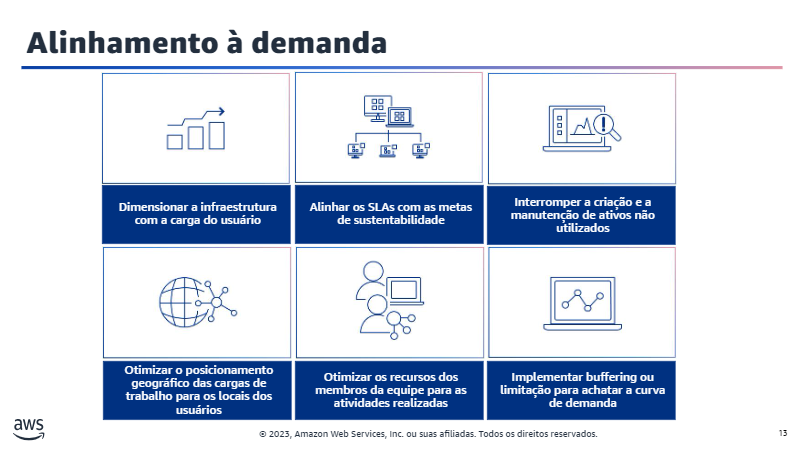 Alinhamento à demanda
Dimensionar a infraestrutura
com a carga do usuário
Alinhar os SLAs com as metas
de sustentabilidade
Interromper a criação e a
manutenção de ativos não
utilizados
Otimizar o posicionamento
geográfico das cargas de
trabalho para os locais dos
usuários
Otimizar os recursos dos
membros da equipe para as
atividades realizadas
Implementar buffering ou
limitação para achatar a curva
de demanda
aws
© 2023, Amazon Web Services, Inc. ou suas afiliadas. Todos os direitos reservados.
13